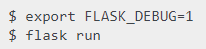 $ export FLASK_DEBUG=1
$ flask run